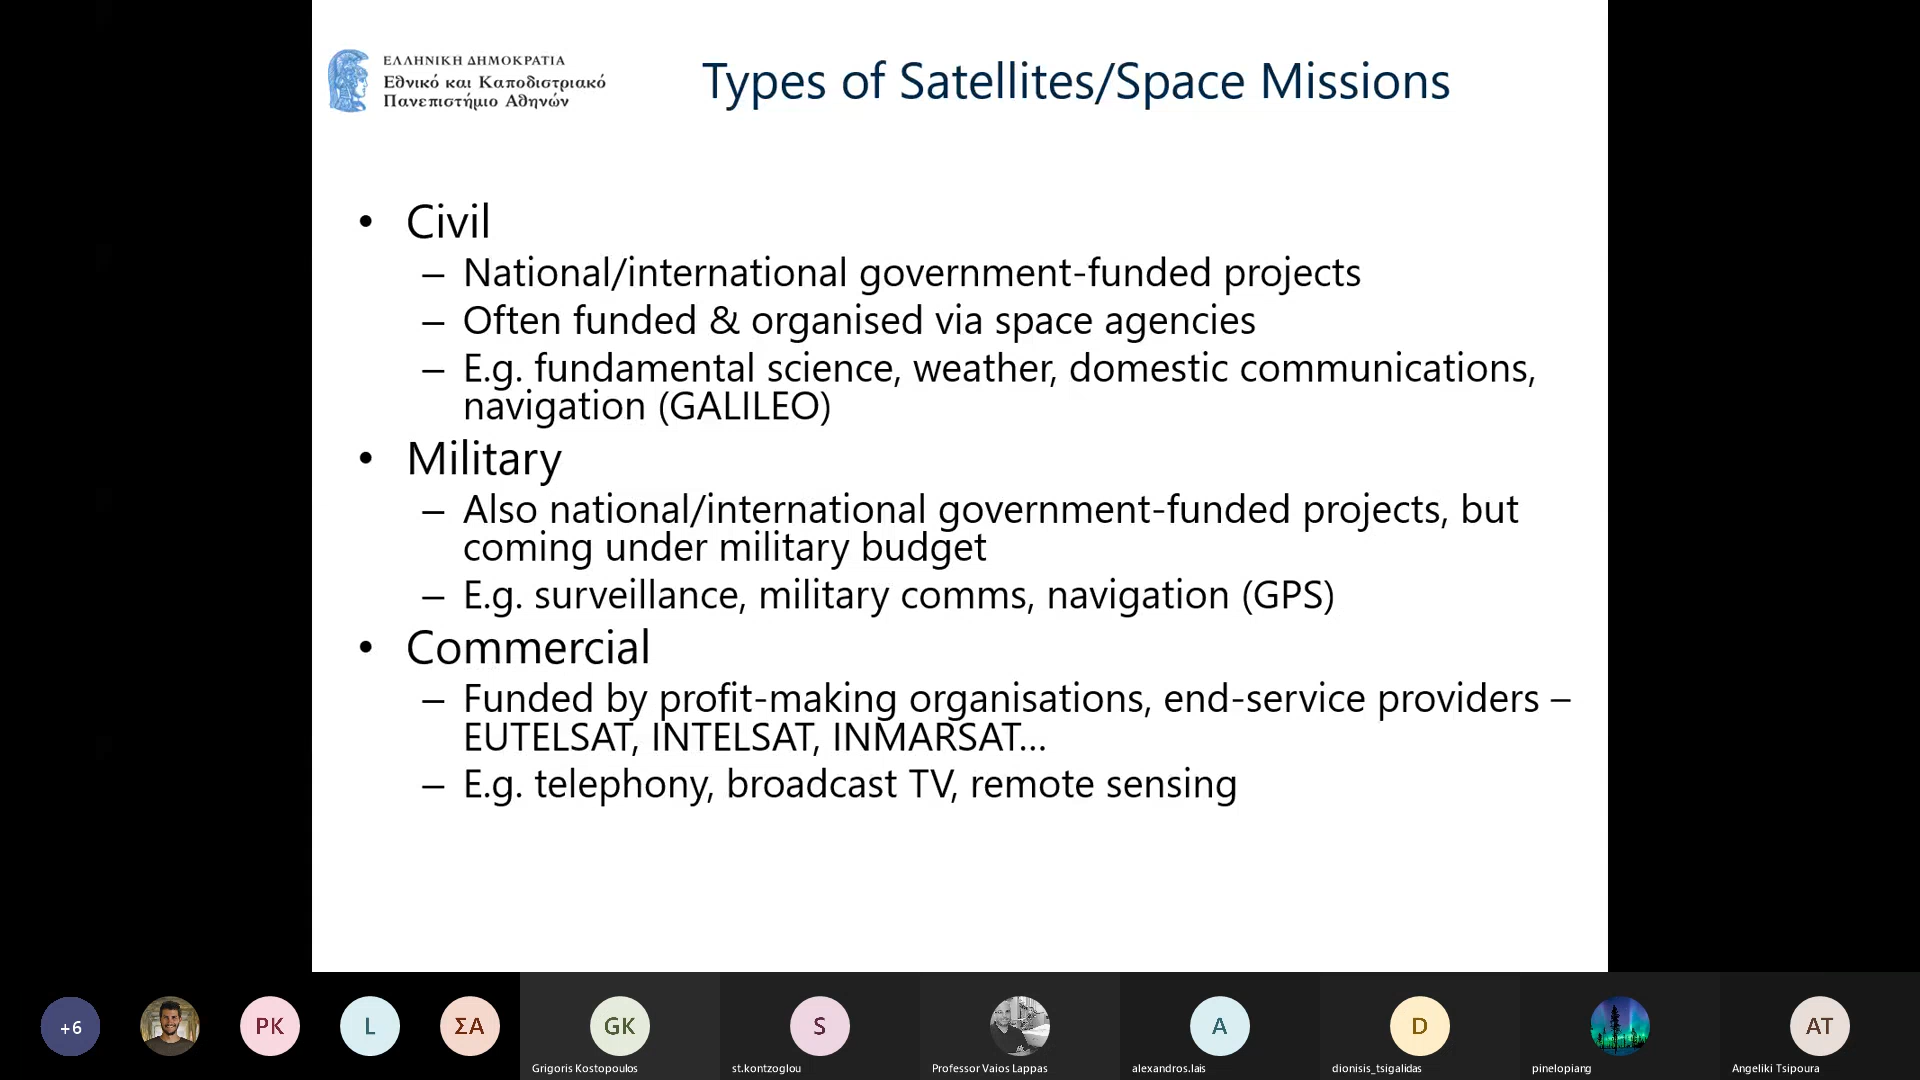 ΕΛΛΗΝΙΚΗ ΔΗΜΟΚΡΑΤΙΑ
Εθνικό και Καποδιστριακό
Πανεπιστήμιο Αθηνών
Types of Satellites/Space Missions
• Civil
– National/international government-funded projects
– Often funded & organised via space agencies
– E.g. fundamental science, weather, domestic communications,
navigation (GALILEO)
• Military
– Also national/international government-funded projects, but
coming under military budget
– E.g. surveillance, military comms, navigation (GPS)
• Commercial
– Funded by profit-making organisations, end-service providers –
EUTELSAT, INTELSAT, INMARSAT...
– E.g. telephony, broadcast TV, remote sensing
+6 PK L ΣA GK S A D AT
Grigoris Kostopoulos st.kontzoglou Professor Vaios Lappas alexandros.lais dionisis_tsigalidas pinelopiang Angeliki Tsipoura